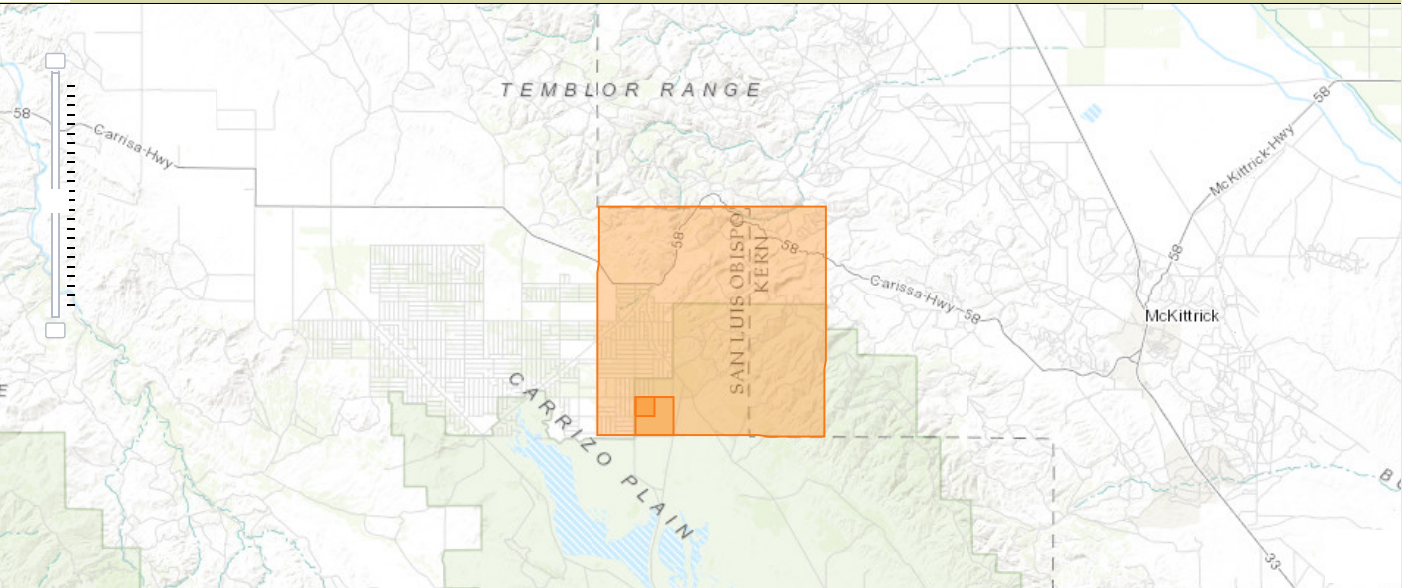 TEMBLOR RANGE
58
58
Carrisa-Hwy
McKittrick-Hwy
58
SAN LUIS OBISPO
KERN
58
58
Carissa-Hwy-58
McKittrick
E
CARRIZO PLAIN
33